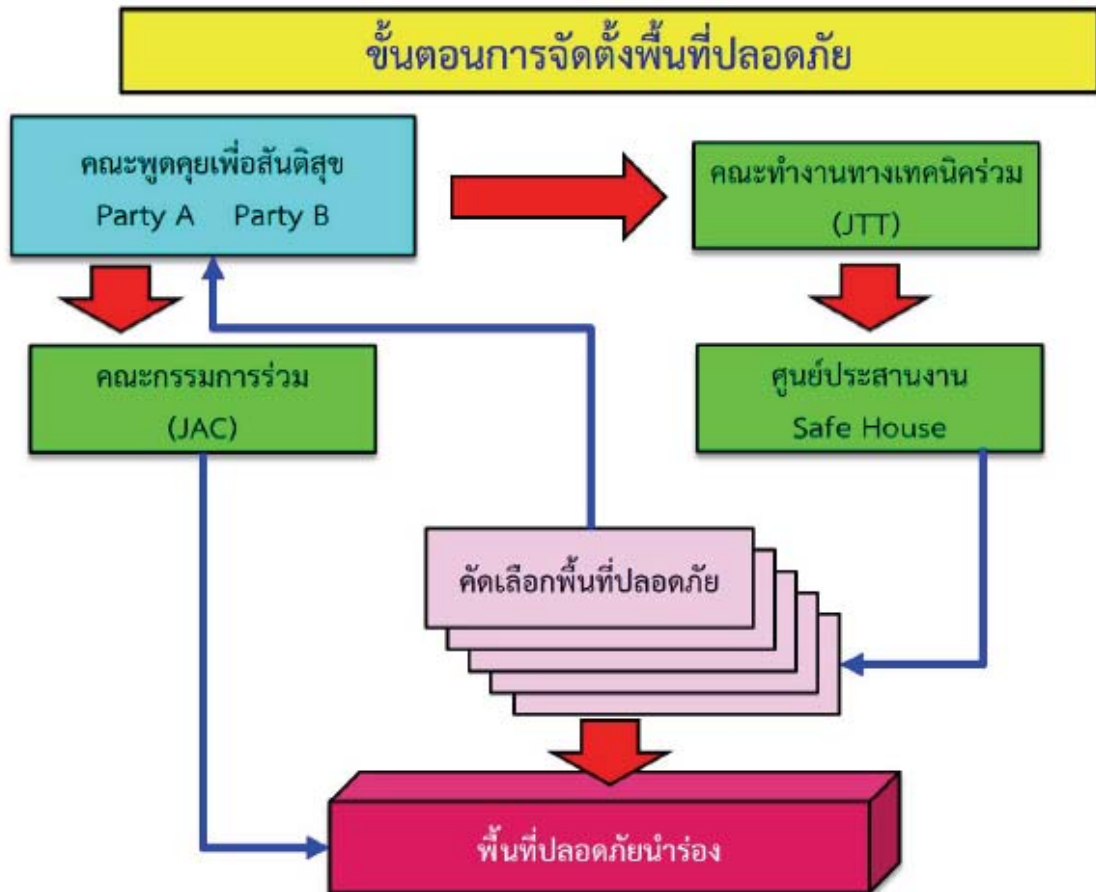 ขั้นตอนการจัดตั้งพื้นที่ปลอดภัย
คณะพูดคุยเพื่อสันติสุข
Party A Party B
คณะทำงานทางเทคนิคร่วม
(JTT)
คณะกรรมการร่วม
(JAC)
ศูนย์ประสานงาน
Safe House
คัดเลือกพื้นที่ปลอดภัย
พื้นที่ปลอดภัยนำร่อง